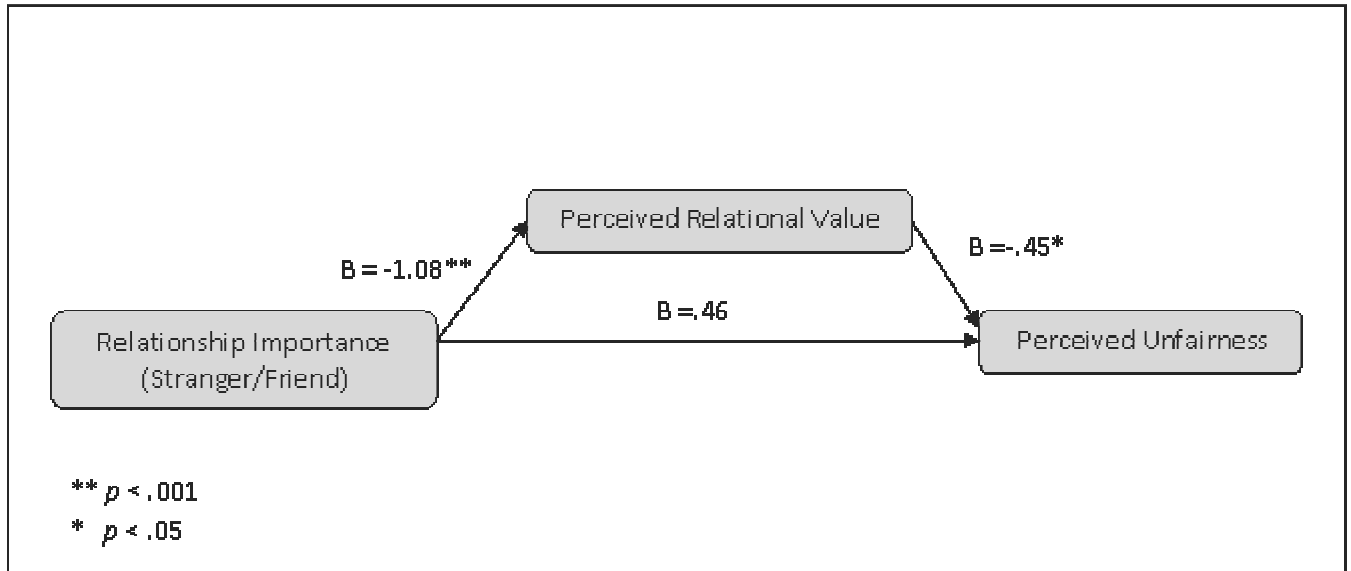 Perceived Relational Value
B = -1.08**
B =-.45*
B =.46
Relationship Importance
(Stranger/Friend)
Perceived Unfairness
** p < .001
* p < .05